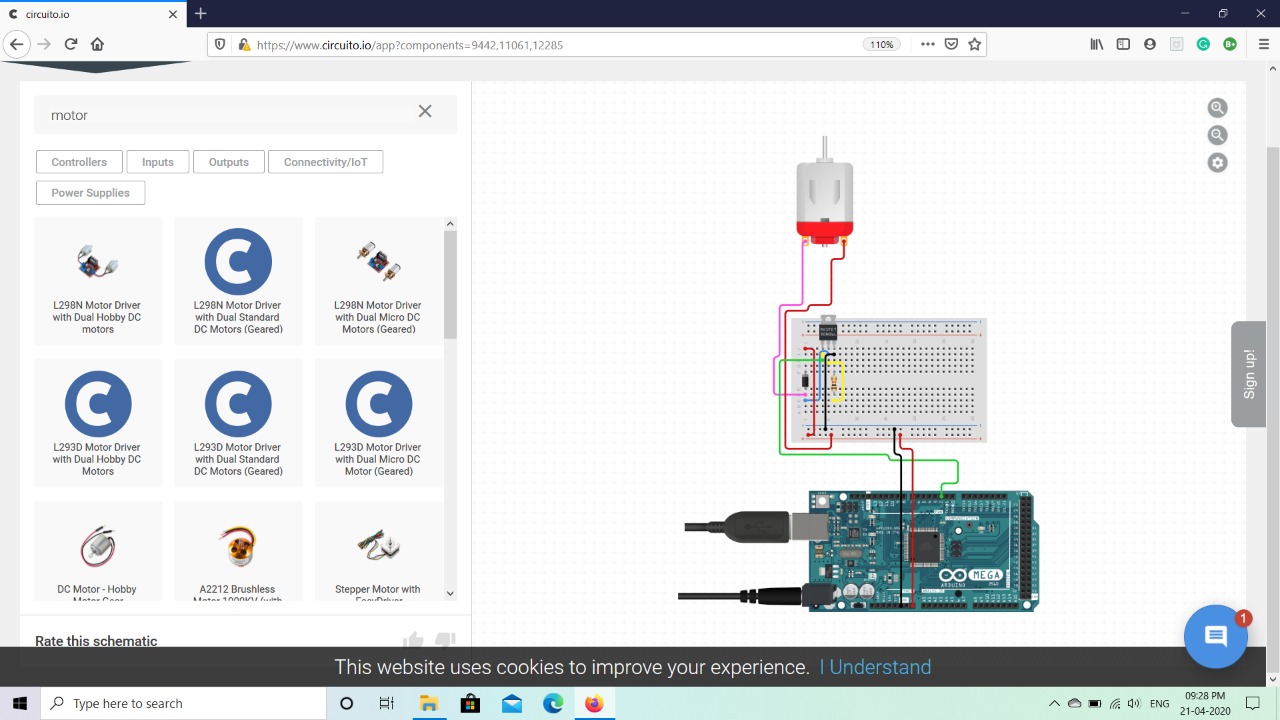 circuito.io
https://www.circuito.io/app?components=9442,11061,12285
110%
motor
Controllers
Inputs
Outputs
Connectivity/IoT
Power Supplies
L298N Motor Driver
with Dual Hobby DC
motors
L298N Motor Driver
with Dual Standard
DC Motors (Geared)
L298N Motor Driver
with Dual Micro DC
Motors (Geared)
L293D Motor Driver
with Dual Hobby DC
Motors
L293D Motor Driver
with Dual Standard
DC Motors (Geared)
L293D Motor Driver
with Dual Micro DC
Motor (Geared)
DC Motor - Hobby
A2212 Brushless
Stepper Motor with
MOSFET
MEGA
ARDUINO
Sign up!
1
Rate this schematic
This website uses cookies to improve your experience. I Understand
Type here to search
ENG
09:28 PM
21-04-2020